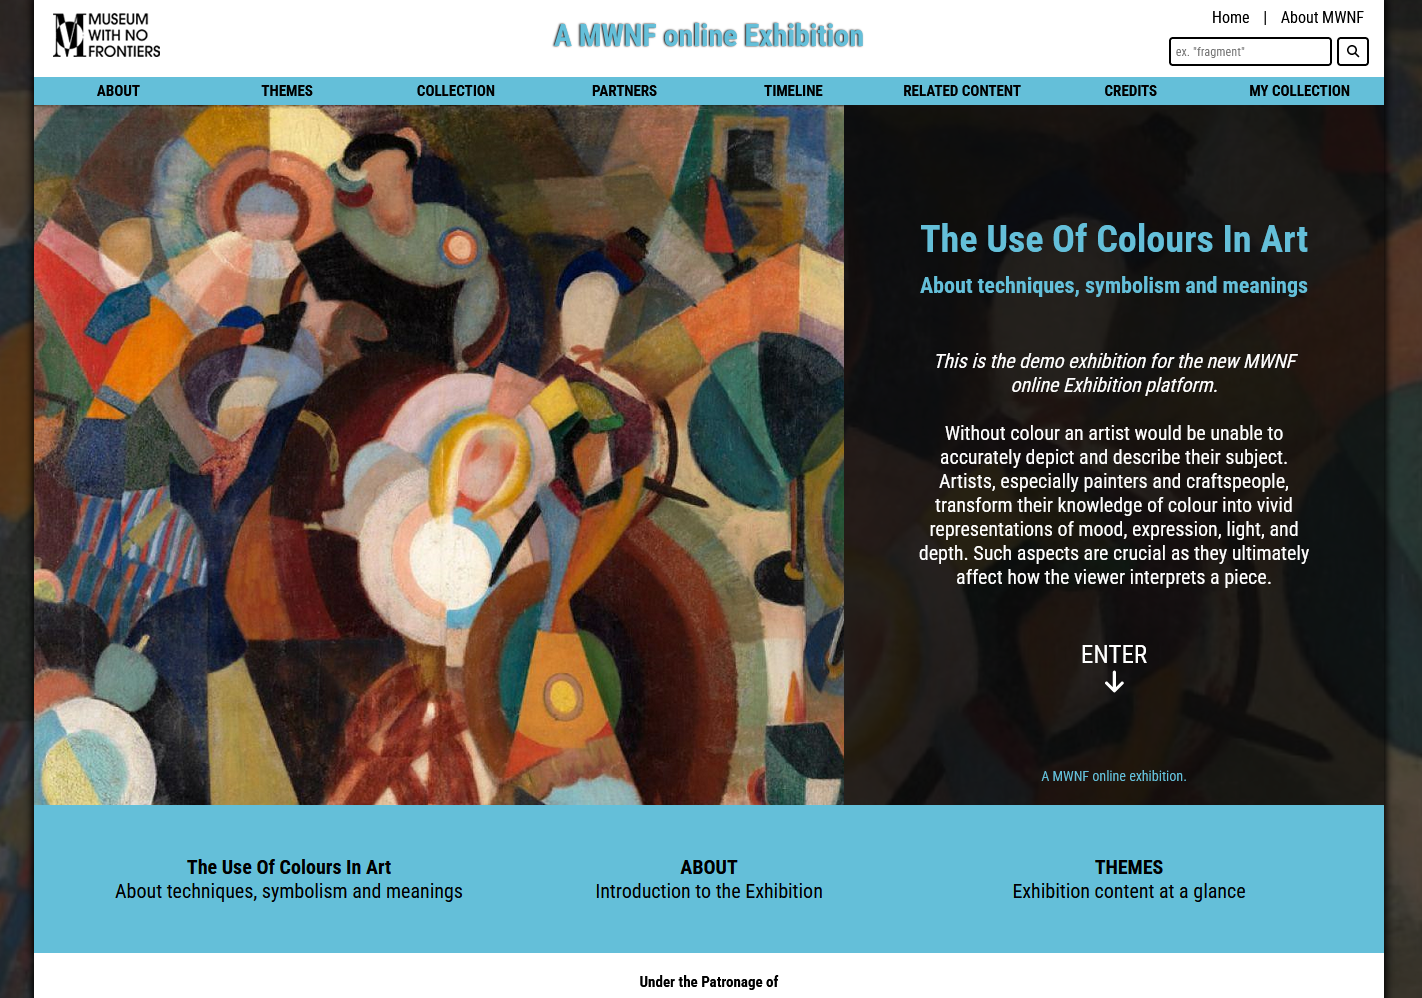 MUSEUM
WITH NO
FRONTIERS
A MWNF online Exhibition
Home | About MWNF
ex. "fragment"
ABOUT THEMES COLLECTION PARTNERS TIMELINE RELATED CONTENT CREDITS MY COLLECTION
The Use Of Colours In Art
About techniques, symbolism and meanings
This is the demo exhibition for the new MWNF
online Exhibition platform.
Without colour an artist would be unable to
accurately depict and describe their subject.
Artists, especially painters and craftspeople,
transform their knowledge of colour into vivid
representations of mood, expression, light, and
depth. Such aspects are crucial as they ultimately
affect how the viewer interprets a piece.
ENTER
A MWNF online exhibition.
The Use Of Colours In Art
About techniques, symbolism and meanings
ABOUT
Introduction to the Exhibition
THEMES
Exhibition content at a glance
Under the Patronage of